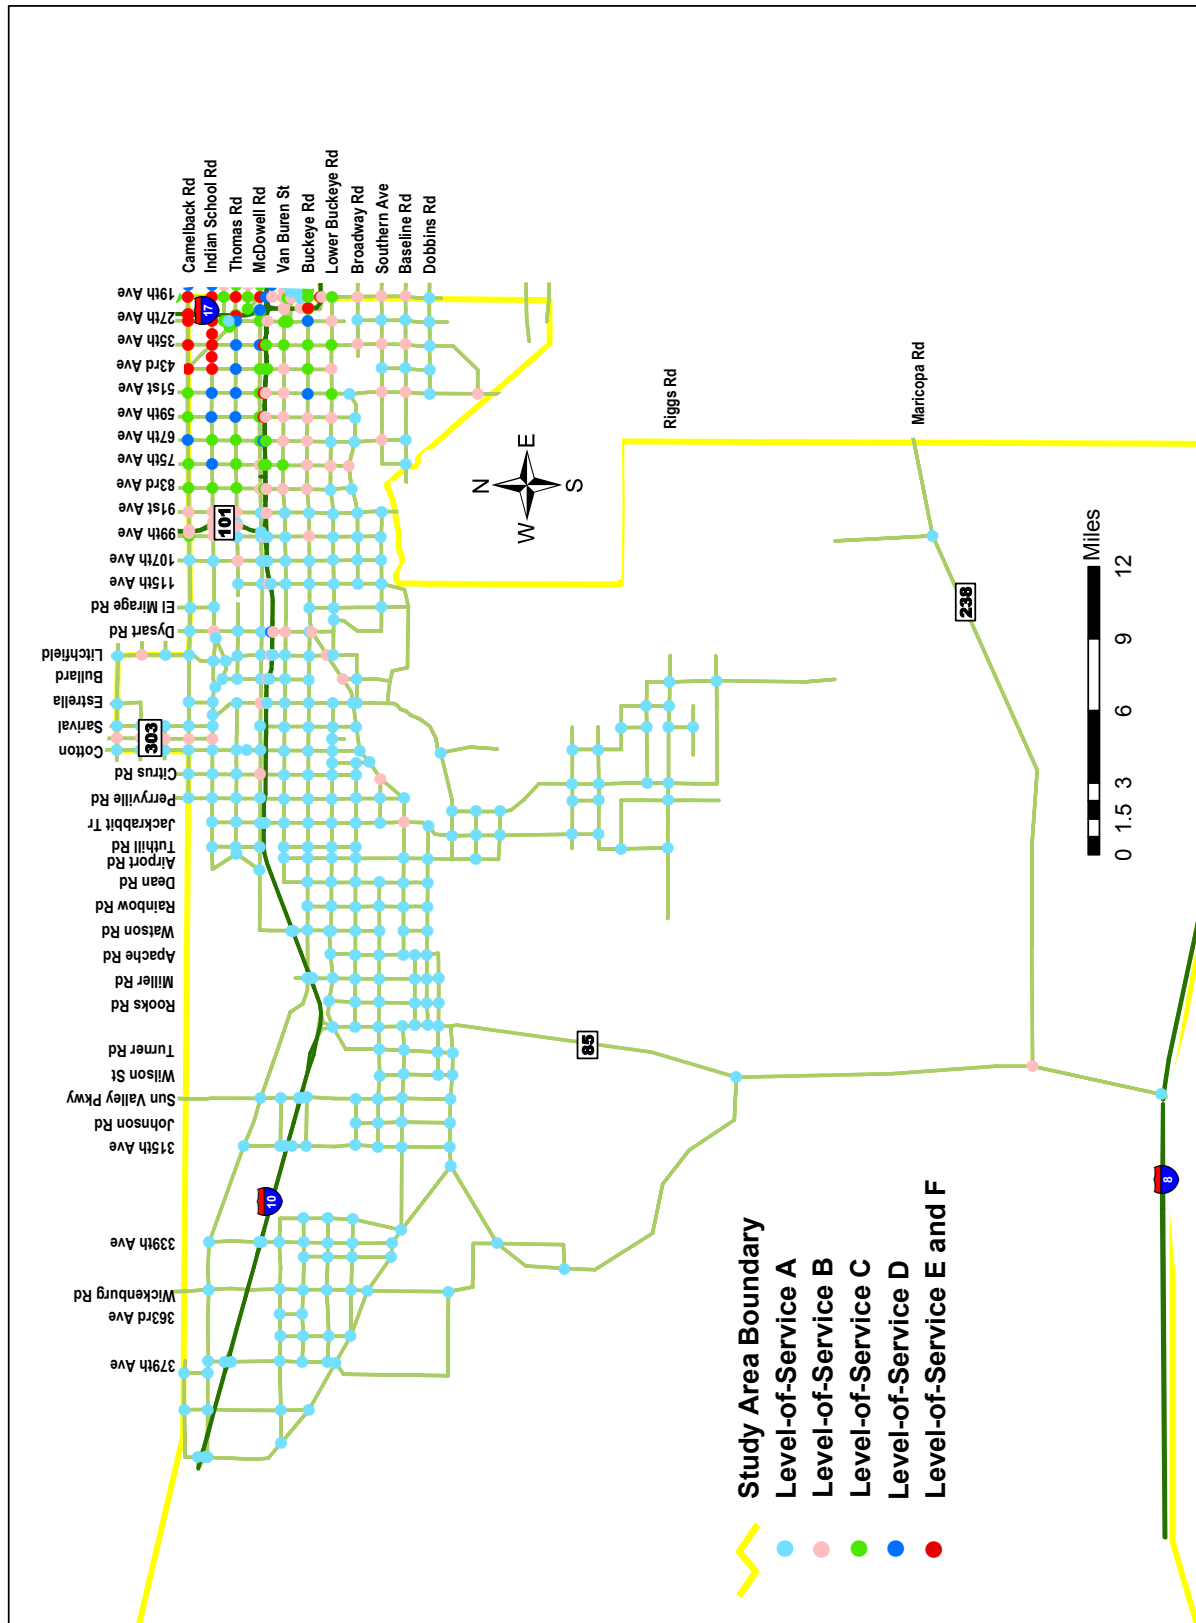 Camelback Rd
Indian School Rd
Thomas Rd
McDowell Rd
Van Buren St
Buckeye Rd
Lower Buckeye Rd
Broadway Rd
Southern Ave
Baseline Rd
Dobbins Rd
19th Ave
27th Ave
35th Ave
43rd Ave
51st Ave
59th Ave
67th Ave
75th Ave
83rd Ave
91st Ave
99th Ave
107th Ave
115th Ave
El Mirage Rd
Dysart Rd
Litchfield
Bullard
Estrella
Sarival
Cotton
Citrus Rd
Perryville Rd
Jackrabbit Tr
Tuthill Rd
Airport Rd
Dean Rd
Rainbow Rd
Watson Rd
Apache Rd
Miller Rd
Rooks Rd
Turner Rd
Wilson St
Sun Valley Pkwy
Johnson Rd
315th Ave
339th Ave
Wickenburg Rd
363rd Ave
379th Ave
17
101
303
10
85
238
8
Riggs Rd
Maricopa Rd
N
E
S
W
Miles
0 1.5 3 6 9 12
Study Area Boundary
Level-of-Service A
Level-of-Service B
Level-of-Service C
Level-of-Service D
Level-of-Service E and F